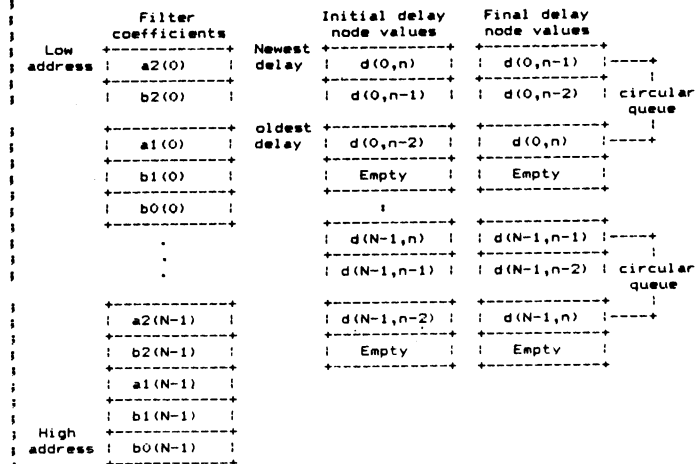 Filter Initial delay Final delay
coefficients node values node values
Low Newest
address a2(0) delay d(0,n) d(0,n-1)
b2(0) d(0,n-1) d(0,n-2) circular
queue
oldest
a1(0) delay d(0,n-2) d(0,n)
b1(0) Empty Empty
b0(0) :
. d(N-1,n) d(N-1,n-1)
.
. d(N-1,n-1) d(N-1,n-2) circular
queue
a2(N-1) d(N-1,n-2) d(N-1,n)
b2(N-1) Empty Empty
a1(N-1)
b1(N-1)
High
address b0(N-1)